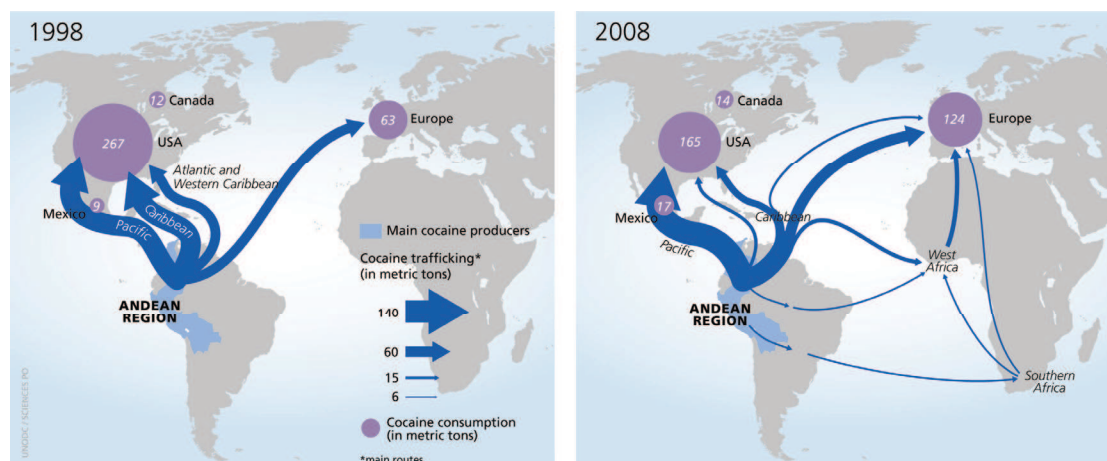 1998
12
Canada
267
USA
63
Europe
Atlantic and
Western Caribbean
Mexico
9
Pacific
Caribbean
Main cocaine producers
Cocaine trafficking*
(in metric tons)
ANDEAN
REGION
140
60
15
6
Southern
Cocaine consumption
(in metric tons)
*main routes
UNODC / SCIENCES PO
2008
14
Canada
165
USA
124
Europe
Mexico
17
Pacific
Caribbean
West
Africa
ANDEAN
REGION
Southern
Africa